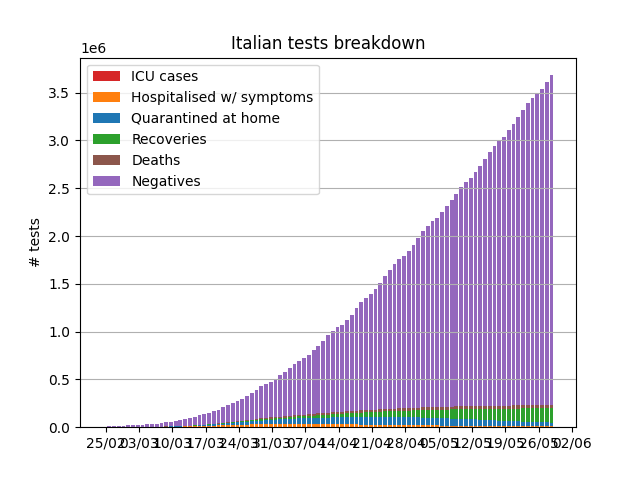 Italian tests breakdown
1e6
ICU cases
Hospitalised w/ symptoms
Quarantined at home
Recoveries
Deaths
Negatives
3.5
3.0
2.5
2.0
1.5
1.0
0.5
0.0
# tests
25/02 03/03 10/03 17/03 24/03 31/03 07/04 14/04 21/04 28/04 05/05 12/05 19/05 26/05 02/06